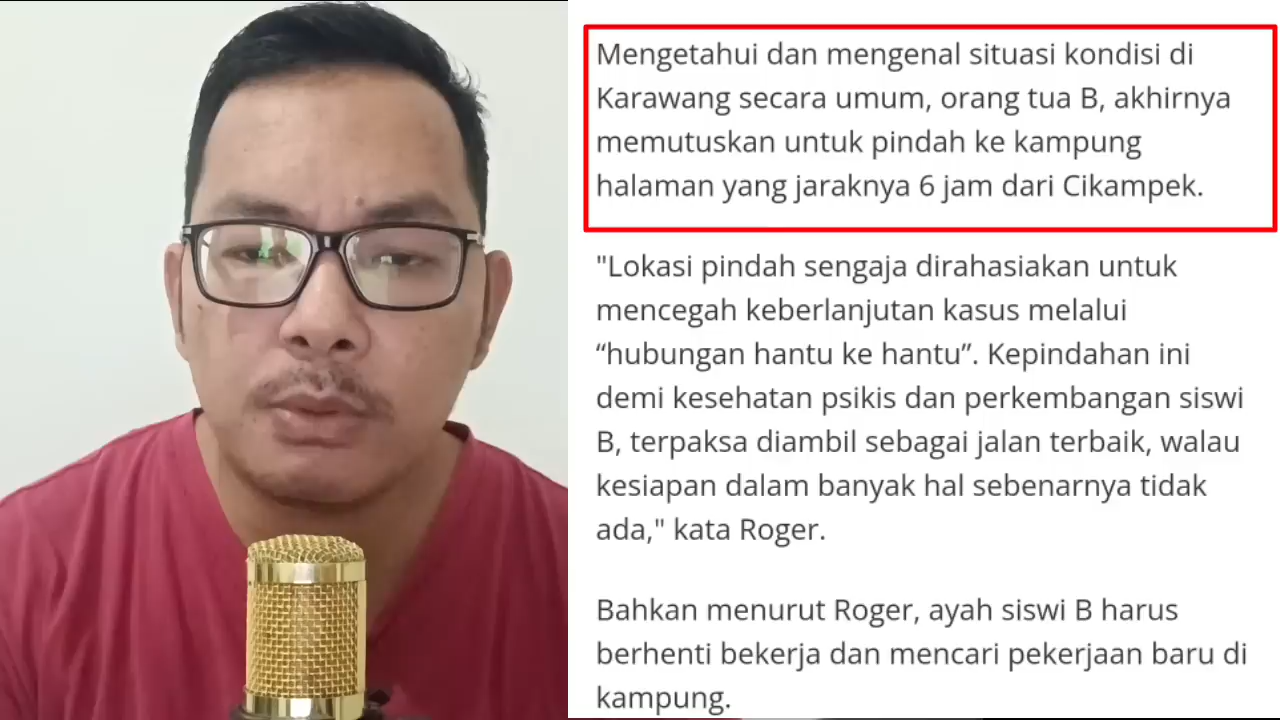 Mengetahui dan mengenal situasi kondisi di
Karawang secara umum, orang tua B, akhirnya
memutuskan untuk pindah ke kampung
halaman yang jaraknya 6 jam dari Cikampek.
"Lokasi pindah sengaja dirahasiakan untuk
mencegah keberlanjutan kasus melalui
“hubungan hantu ke hantu”. Kepindahan ini
demi kesehatan psikis dan perkembangan siswi
B, terpaksa diambil sebagai jalan terbaik, walau
kesiapan dalam banyak hal sebenarnya tidak
ada," kata Roger.
Bahkan menurut Roger, ayah siswi B harus
berhenti bekerja dan mencari pekerjaan baru di
kampung.